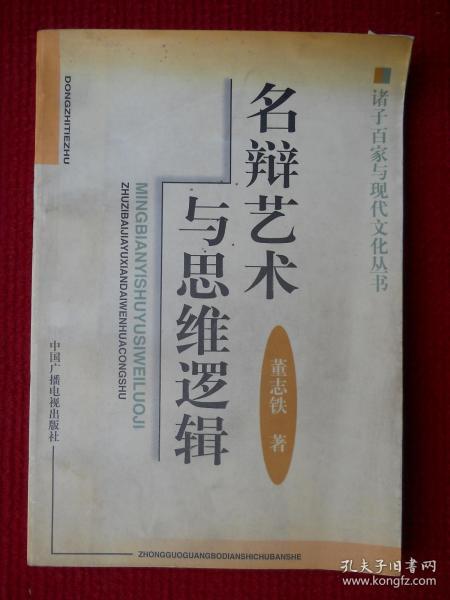 诸子百家与现代文化丛书
名辩艺术
与思维逻辑
董志铁 著
MINGBIANYISHUYUSIWEILUOJI
ZHUZIBAIJIAYUXIANDAIWENHUACONGSHU
DONGZHITIEZHU
中国广播电视出版社
ZHONGGUOGUANGBODIANSHICHUBANSHE
孔夫子旧书网
www.kongfz.com